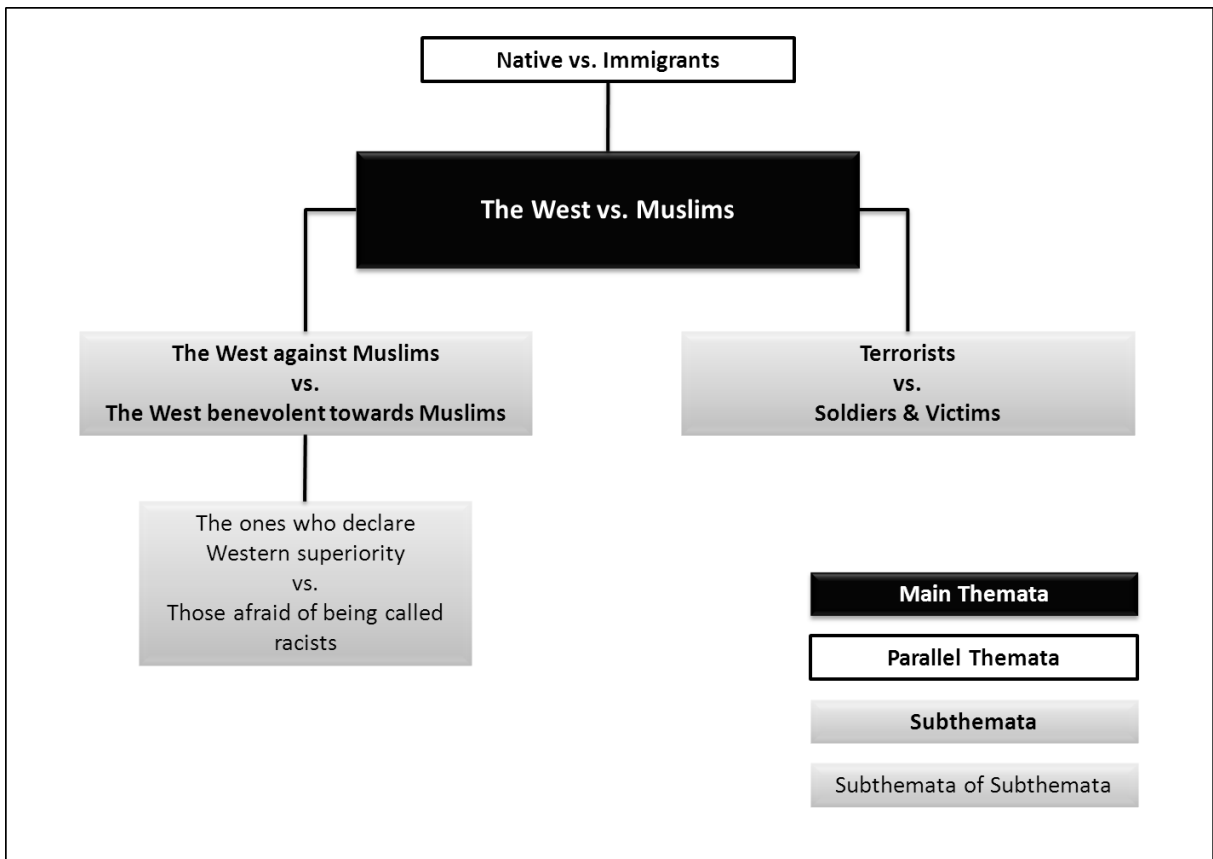 Native vs. Immigrants
The West vs. Muslims
The West against Muslims
vs.
The West benevolent towards Muslims
Terrorists
vs.
Soldiers & Victims
The ones who declare
Western superiority
vs.
Those afraid of being called
racists
Main Themata
Parallel Themata
Subthemata
Subthemata of Subthemata